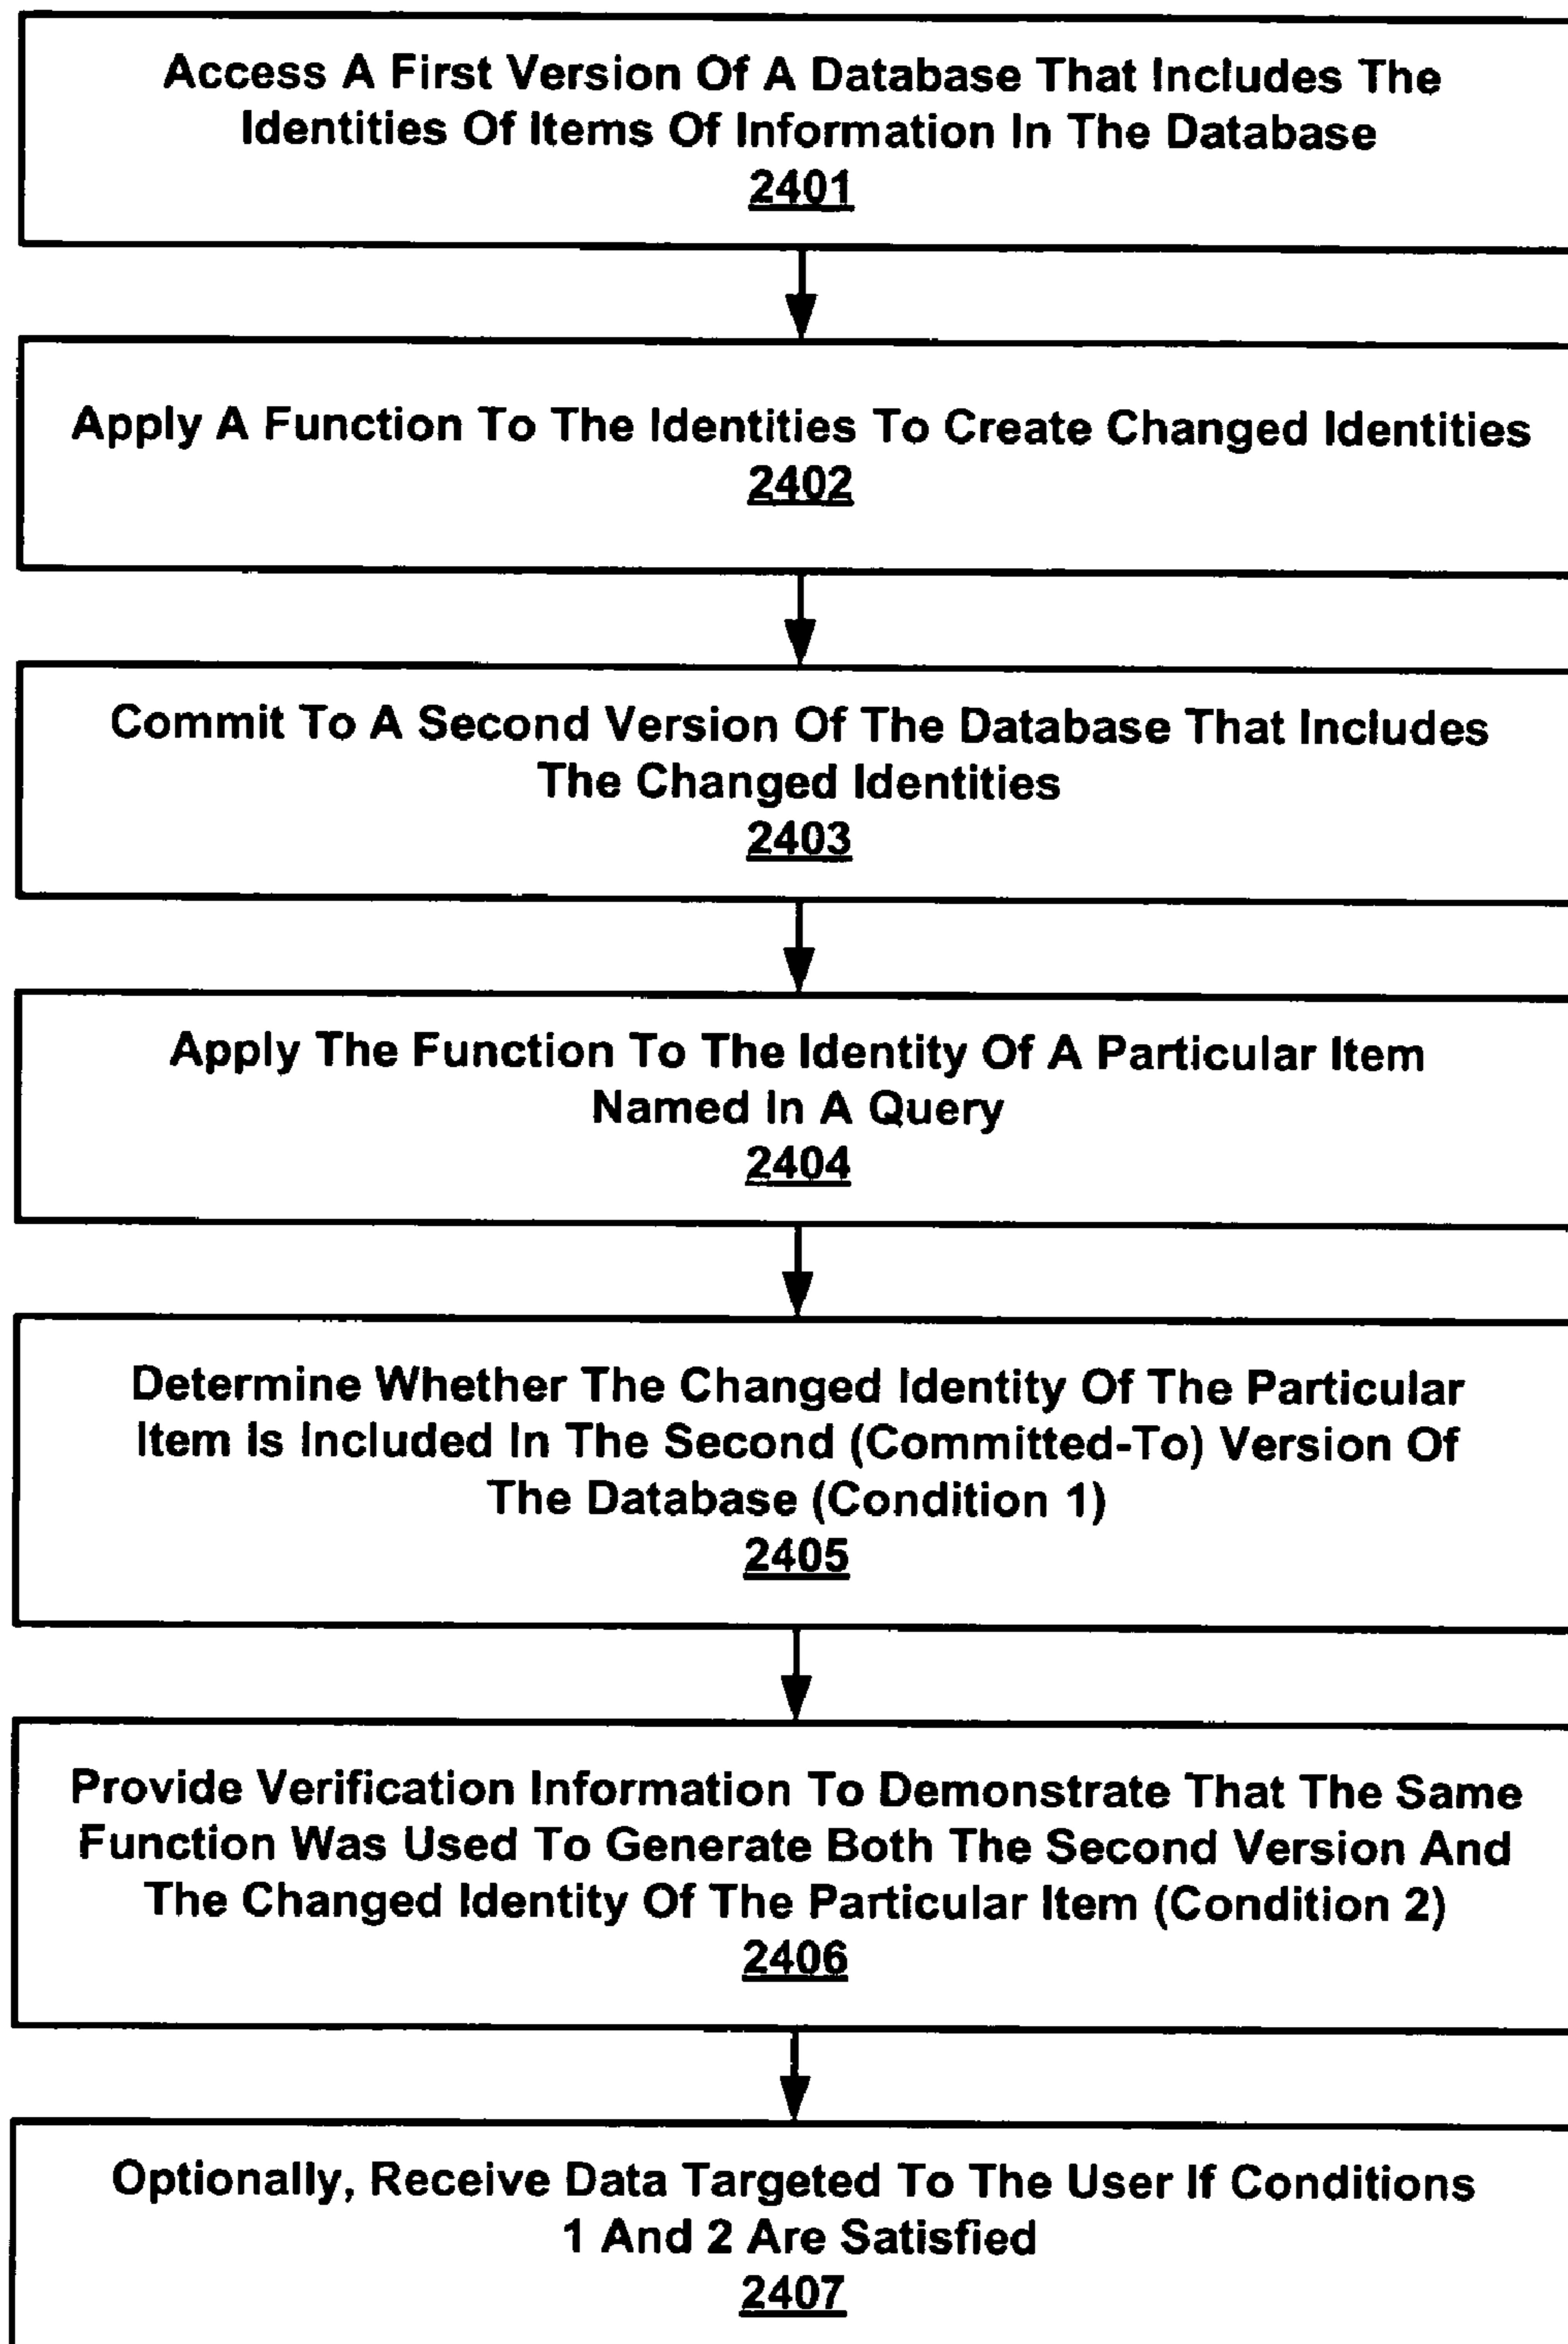 Access A First Version Of A Database That Includes The
Identities Of Items Of Information In The Database
2401
Apply A Function To The Identities To Create Changed Identities
2402
Commit To A Second Version Of The Database That Includes
The Changed Identities
2403
Apply The Function To The Identity Of A Particular Item
Named In A Query
2404
Determine Whether The Changed Identity Of The Particular
Item Is Included In The Second (Committed-To) Version Of
The Database (Condition 1)
2405
Provide Verification Information To Demonstrate That The Same
Function Was Used To Generate Both The Second Version And
The Changed Identity Of The Particular Item (Condition 2)
2406
Optionally, Receive Data Targeted To The User If Conditions
1 And 2 Are Satisfied
2407